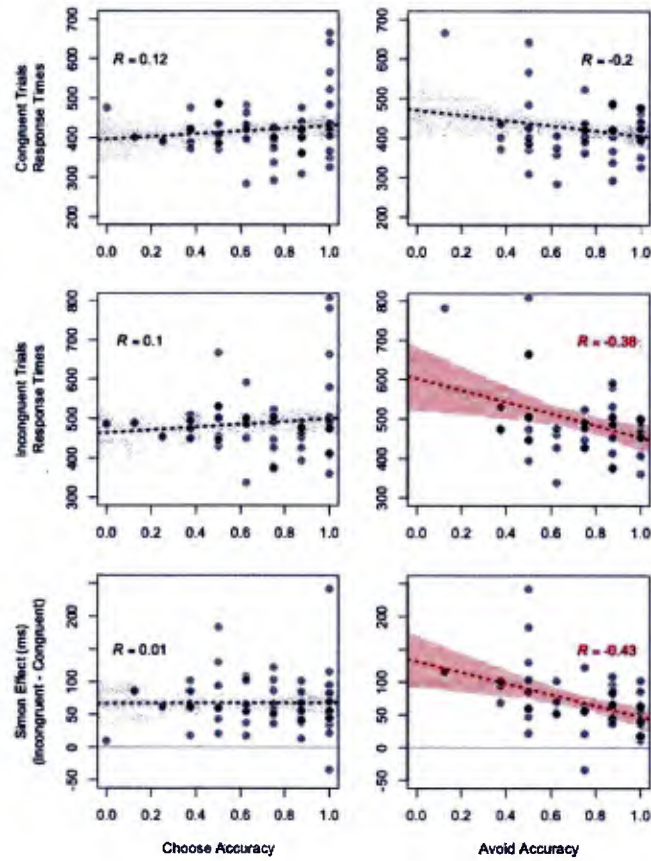 Congruent Trials
Response Times
700
600
500
400
300
200
R = 0.12
0.0 0.2 0.4 0.6 0.8 1.0
700
600
500
400
300
200
R = -0.2
0.0 0.2 0.4 0.6 0.8 1.0
Incongruent Trials
Response Times
800
700
600
500
400
300
R = 0.1
0.0 0.2 0.4 0.6 0.8 1.0
800
700
600
500
400
300
R = -0.38
0.0 0.2 0.4 0.6 0.8 1.0
Simon Effect (ms)
(Incongruent - Congruent)
200
100
50
0
-50
R = 0.01
0.0 0.2 0.4 0.6 0.8 1.0
Choose Accuracy
200
100
50
0
-50
R = -0.43
0.0 0.2 0.4 0.6 0.8 1.0
Avoid Accuracy